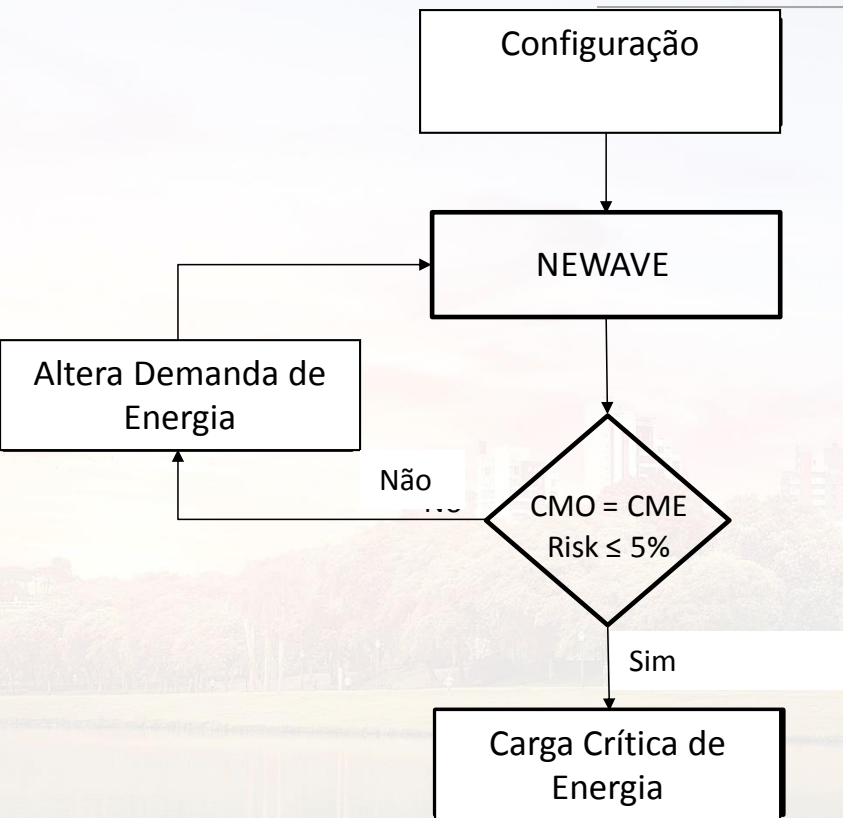 Configuração
NEWAVE
Altera Demanda de
Energia
Não
CMO = CME
Risk ≤ 5%
Sim
Carga Crítica de
Energia